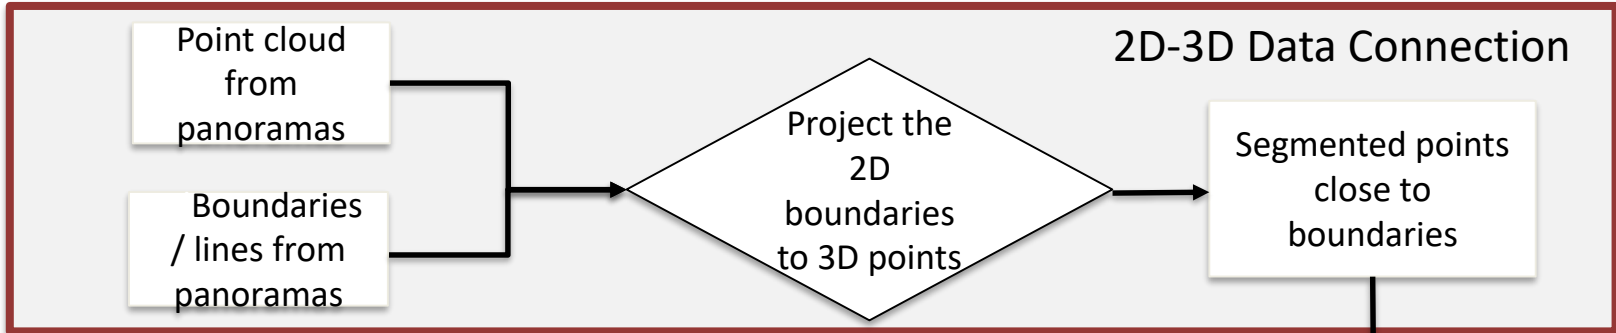 2D-3D Data Connection
Point cloud
from
panoramas
Boundaries
/ lines from
panoramas
Project the
2D
boundaries
to 3D points
Segmented points
close to
boundaries